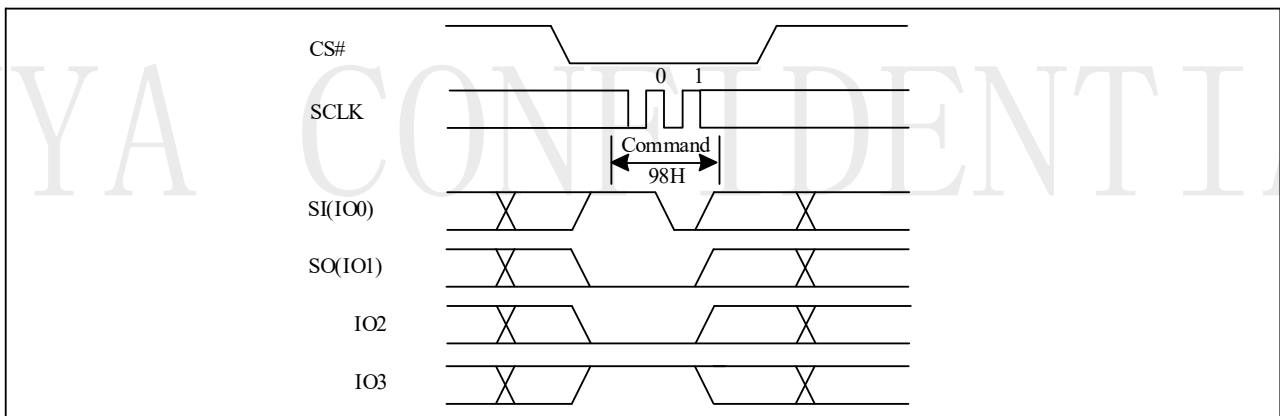 CS#
0 1
SCLK
Command
98H
SI(IO0)
SO(IO1)
IO2
IO3
YA CONFIDENTIA